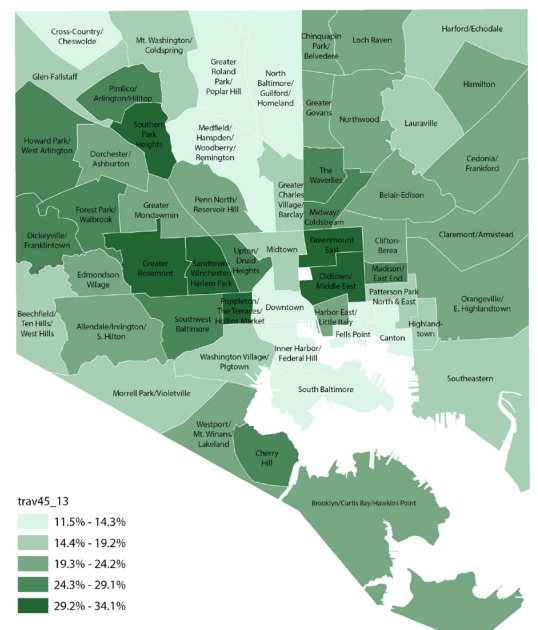 Cross-Country/
Cheswolde
Mt. Washington/
Coldspring
Greater
Roland
Park/
Poplar Hill
North
Baltimore/
Guilford/
Homeland
Chinquapin
Park/
Belvedere
Loch Raven
Harford/Echodale
Glen-Fallstaff
Pimlico/
Arlington/Hilltop
Hamilton
Greater
Govans
Northwood
Lauraville
Southern
Park
Heights
Medfield/
Hampden/
Woodberry/
Remington
Howard Park/
West Arlington
Dorchester/
Ashburton
Cedonia/
Frankford
The
Waverlies
Greater
Charles
Village/
Barclay
Belair-Edison
Forest Park/
Walbrook
Greater
Mondawmin
Penn North/
Reservoir Hill
Midway/
Coldstream
Dickeyville/
Franklintown
Claremont/Armistead
Greenmount
East
Clifton-
Berea
Upton/
Druid
Heights
Midtown
Greater
Rosemont
Sandtown-
Winchester/
Harlem Park
Edmondson
Village
Oldtown/
Middle East
Madison/
East End
Patterson Park
North & East
Orangeville/
E. Highlandtown
Poppleton/
The Terraces/
Hollins Market
Downtown
Harbor East/
Little Italy
Beechfield/
Ten Hills/
West Hills
Allendale/Irvington/
S. Hilton
Southwest
Baltimore
Highland-
town
Fells Point
Canton
Washington Village/
Pigtown
Inner Harbor/
Federal Hill
Southeastern
South Baltimore
Morrell Park/Violetville
Westport/
Mt. Winans/
Lakeland
Cherry
Hill
Brooklyn/Curtis Bay/Hawkins Point
trav45_13
11.5% - 14.3%
14.4% - 19.2%
19.3% - 24.2%
24.3% - 29.1%
29.2% - 34.1%